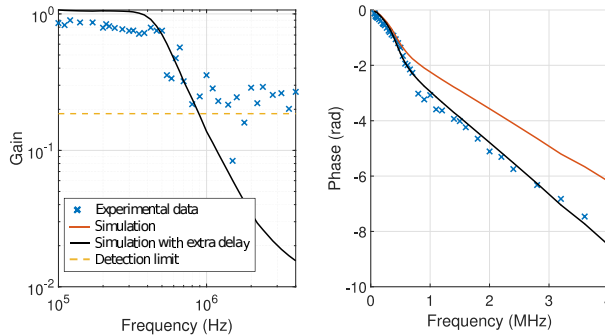 10^0
10^-1
10^-2
Gain
Experimental data
Simulation
Simulation with extra delay
Detection limit
10^5
10^6
Frequency (Hz)
0
-2
-4
-6
-8
-10
Phase (rad)
0
1
2
3
4
Frequency (MHz)